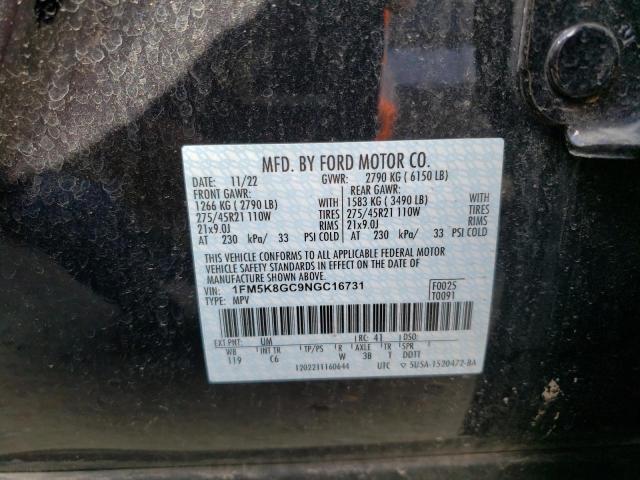 MFD. BY FORD MOTOR CO.
DATE: 11/22 GVWR: 2790 KG ( 6150 LB)
FRONT GAWR: REAR GAWR:
1266 KG ( 2790 LB) WITH 1583 KG ( 3490 LB) WITH
275/45R21 110W TIRES 275/45R21 110W TIRES
21x9.0J RIMS 21x9.0J RIMS
AT 230 kPa/ 33 PSI COLD AT 230 kPa/ 33 PSI COLD
THIS VEHICLE CONFORMS TO ALL APPLICABLE FEDERAL MOTOR
VEHICLE SAFETY STANDARDS IN EFFECT ON THE DATE OF
MANUFACTURE SHOWN ABOVE.
VIN: 1FM5K8GC9NGC16731 F0025
TYPE: MPV T0091
EXT PNT: UM RC: 41 DSO:
WB INT TR TP/PS R AXLE TR SPR
119 C6 W 3B T DDTT
1202211160644 UTC ▽ 5U5A-1520472-BA